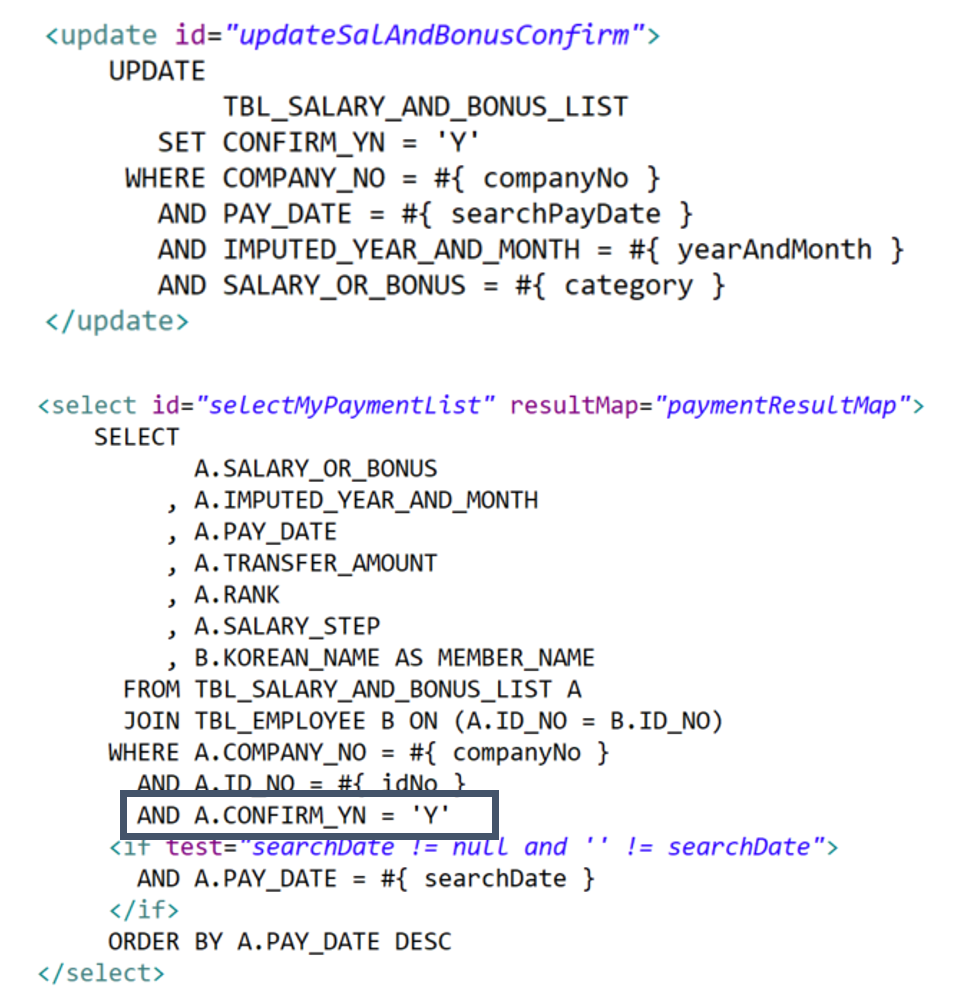 <update id="updateSalAndBonusConfirm">
UPDATE
TBL_SALARY_AND_BONUS_LIST
SET CONFIRM_YN = 'Y'
WHERE COMPANY_NO = #{ companyNo }
AND PAY_DATE = #{ searchPayDate }
AND IMPUTED_YEAR_AND_MONTH = #{ yearAndMonth }
AND SALARY_OR_BONUS = #{ category }
</update>
<select id="selectMyPaymentList" resultMap="paymentResultMap">
SELECT
A.SALARY_OR_BONUS
, A.IMPUTED_YEAR_AND_MONTH
, A.PAY_DATE
, A.TRANSFER_AMOUNT
, A.RANK
, A.SALARY_STEP
, B.KOREAN_NAME AS MEMBER_NAME
FROM TBL_SALARY_AND_BONUS_LIST A
JOIN TBL_EMPLOYEE B ON (A.ID_NO = B.ID_NO)
WHERE A.COMPANY_NO = #{ companyNo }
AND A.ID_NO = #{ idNo }
AND A.CONFIRM_YN = 'Y'
<if test="searchDate != null and '' != searchDate">
AND A.PAY_DATE = #{ searchDate }
</if>
ORDER BY A.PAY_DATE DESC
</select>